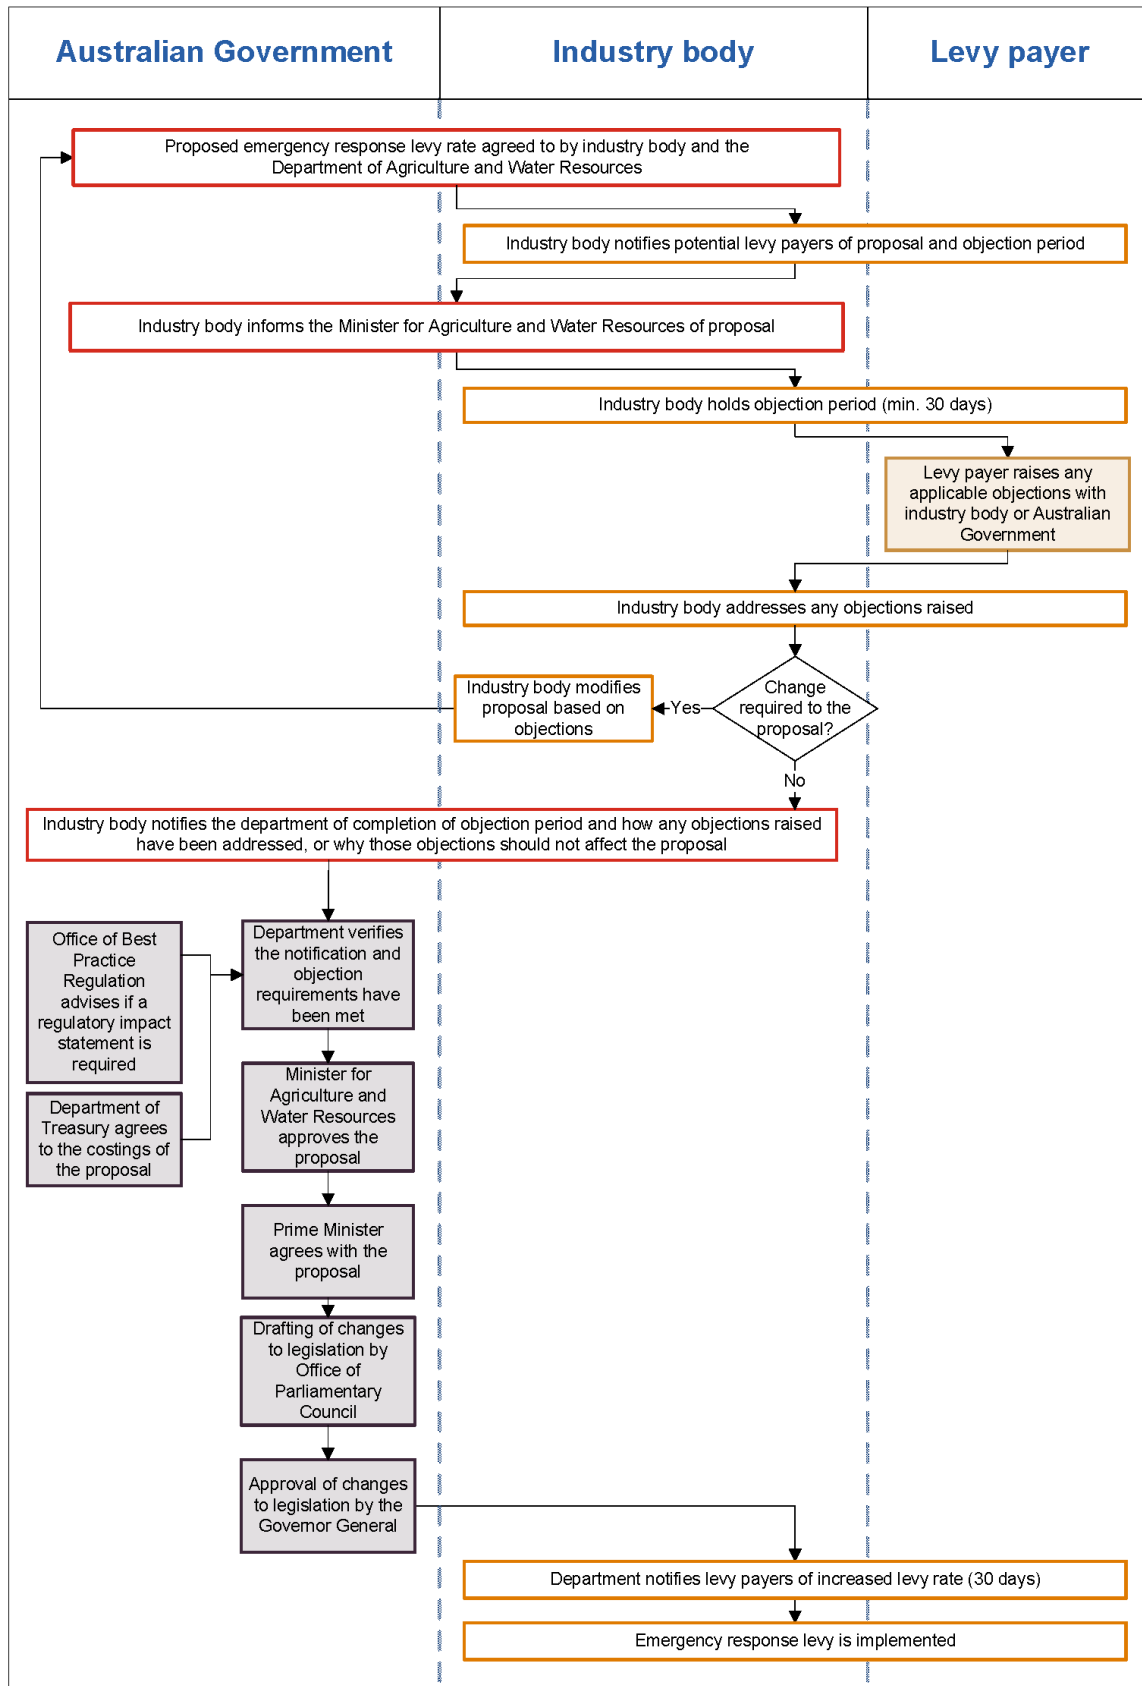 Australian Government
Industry body
Levy payer
Proposed emergency response levy rate agreed to by industry body and the
Department of Agriculture and Water Resources
Industry body notifies potential levy payers of proposal and objection period
Industry body informs the Minister for Agriculture and Water Resources of proposal
Industry body holds objection period (min. 30 days)
Levy payer raises any
applicable objections with
industry body or Australian
Government
Industry body addresses any objections raised
Change
required to the
proposal?
Yes
Industry body modifies
proposal based on
objections
No
Industry body notifies the department of completion of objection period and how any objections raised
have been addressed, or why those objections should not affect the proposal
Office of Best
Practice
Regulation
advises if a
regulatory impact
statement is
required
Department of
Treasury agrees
to the costings of
the proposal
Department verifies
the notification and
objection
requirements have
been met
Minister for
Agriculture and
Water Resources
approves the
proposal
Prime Minister
agrees with the
proposal
Drafting of changes
to legislation by
Office of
Parliamentary
Council
Approval of changes
to legislation by the
Governor General
Department notifies levy payers of increased levy rate (30 days)
Emergency response levy is implemented